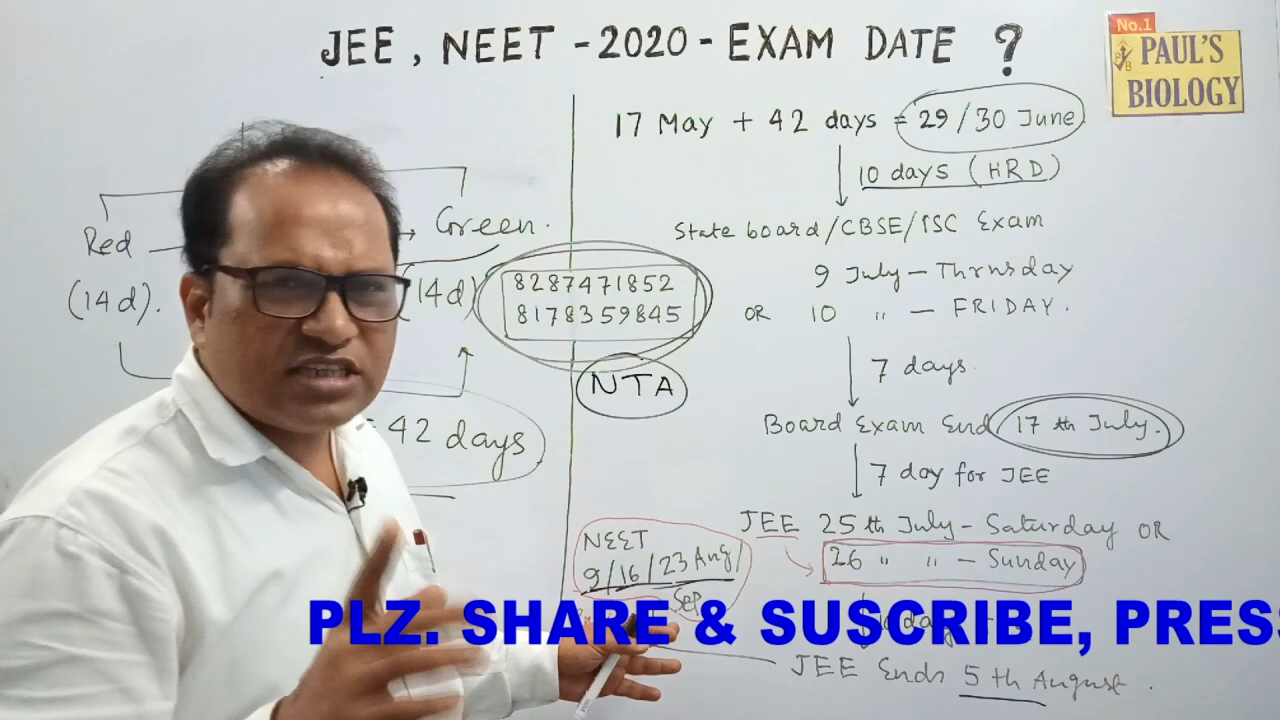 JEE, NEET - 2020 - EXAM DATE ?
No.1
PAUL'S
BIOLOGY
Red
Green.
(14 d).
(14d)
= 42 days
8287471852
8178359845
NTA
17 May + 42 days = 29/30 June
10 days (HRD)
State board/CBSE/ISC Exam
9 July - Thrusday
OR 10 " - FRIDAY.
7 days
Board Exam End 17 th July.
7 day for JEE
JEE 25 th July - Saturday OR
26 " " - Sunday
NEET
9/16/23 Aug/
Sep
PLZ. SHARE & SUSCRIBE, PRESS
JEE Ends 5 th August.